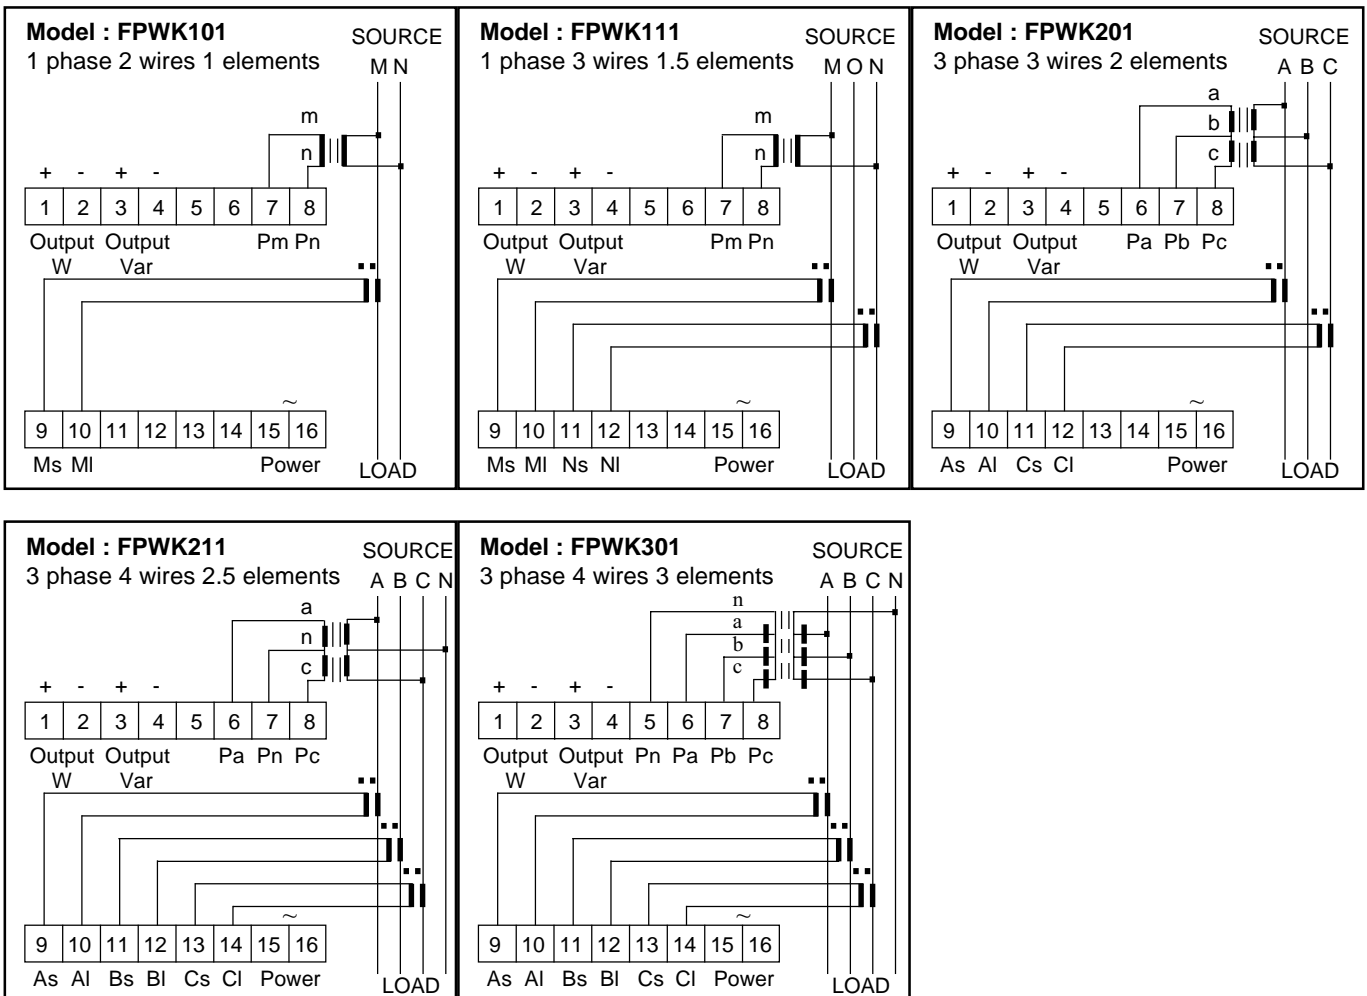 Model : FPWK101
SOURCE
1 phase 2 wires 1 elements
M N
m
n
+ - + -
1 2 3 4 5 6 7 8
Output Output Pm Pn
W Var
~
9 10 11 12 13 14 15 16
Ms Ml Power
LOAD
Model : FPWK111
SOURCE
1 phase 3 wires 1.5 elements
M O N
m
n
+ - + -
1 2 3 4 5 6 7 8
Output Output Pm Pn
W Var
~
9 10 11 12 13 14 15 16
Ms Ml Ns Nl Power
LOAD
Model : FPWK201
SOURCE
3 phase 3 wires 2 elements
A B C
a
b
c
+ - + -
1 2 3 4 5 6 7 8
Output Output Pa Pb Pc
W Var
~
9 10 11 12 13 14 15 16
As Al Cs Cl Power
LOAD
Model : FPWK211
SOURCE
3 phase 4 wires 2.5 elements
A B C N
a
n
c
+ - + -
1 2 3 4 5 6 7 8
Output Output Pa Pn Pc
W Var
~
9 10 11 12 13 14 15 16
As Al Bs Bl Cs Cl Power
LOAD
Model : FPWK301
SOURCE
3 phase 4 wires 3 elements
A B C N
n
a
b
c
+ - + -
1 2 3 4 5 6 7 8
Output Output Pn Pa Pb Pc
W Var
~
9 10 11 12 13 14 15 16
As Al Bs Bl Cs Cl Power
LOAD